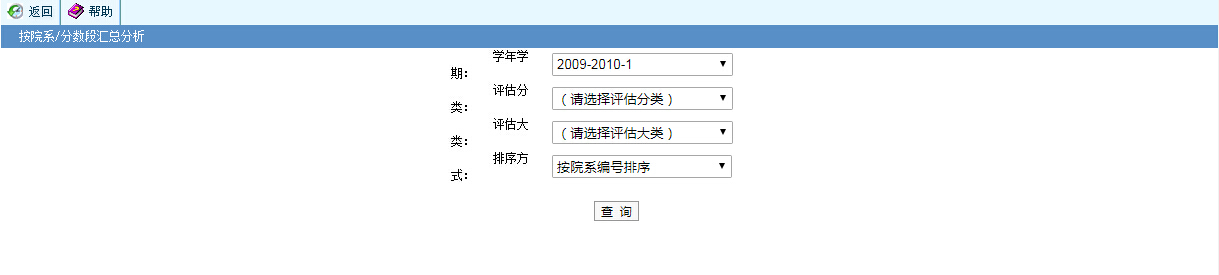 返回 帮助
按院系/分数段汇总分析
学年学
期：
2009-2010-1
评估分
类：
（请选择评估分类）
评估大
类：
（请选择评估大类）
排序方
式：
按院系编号排序
查 询